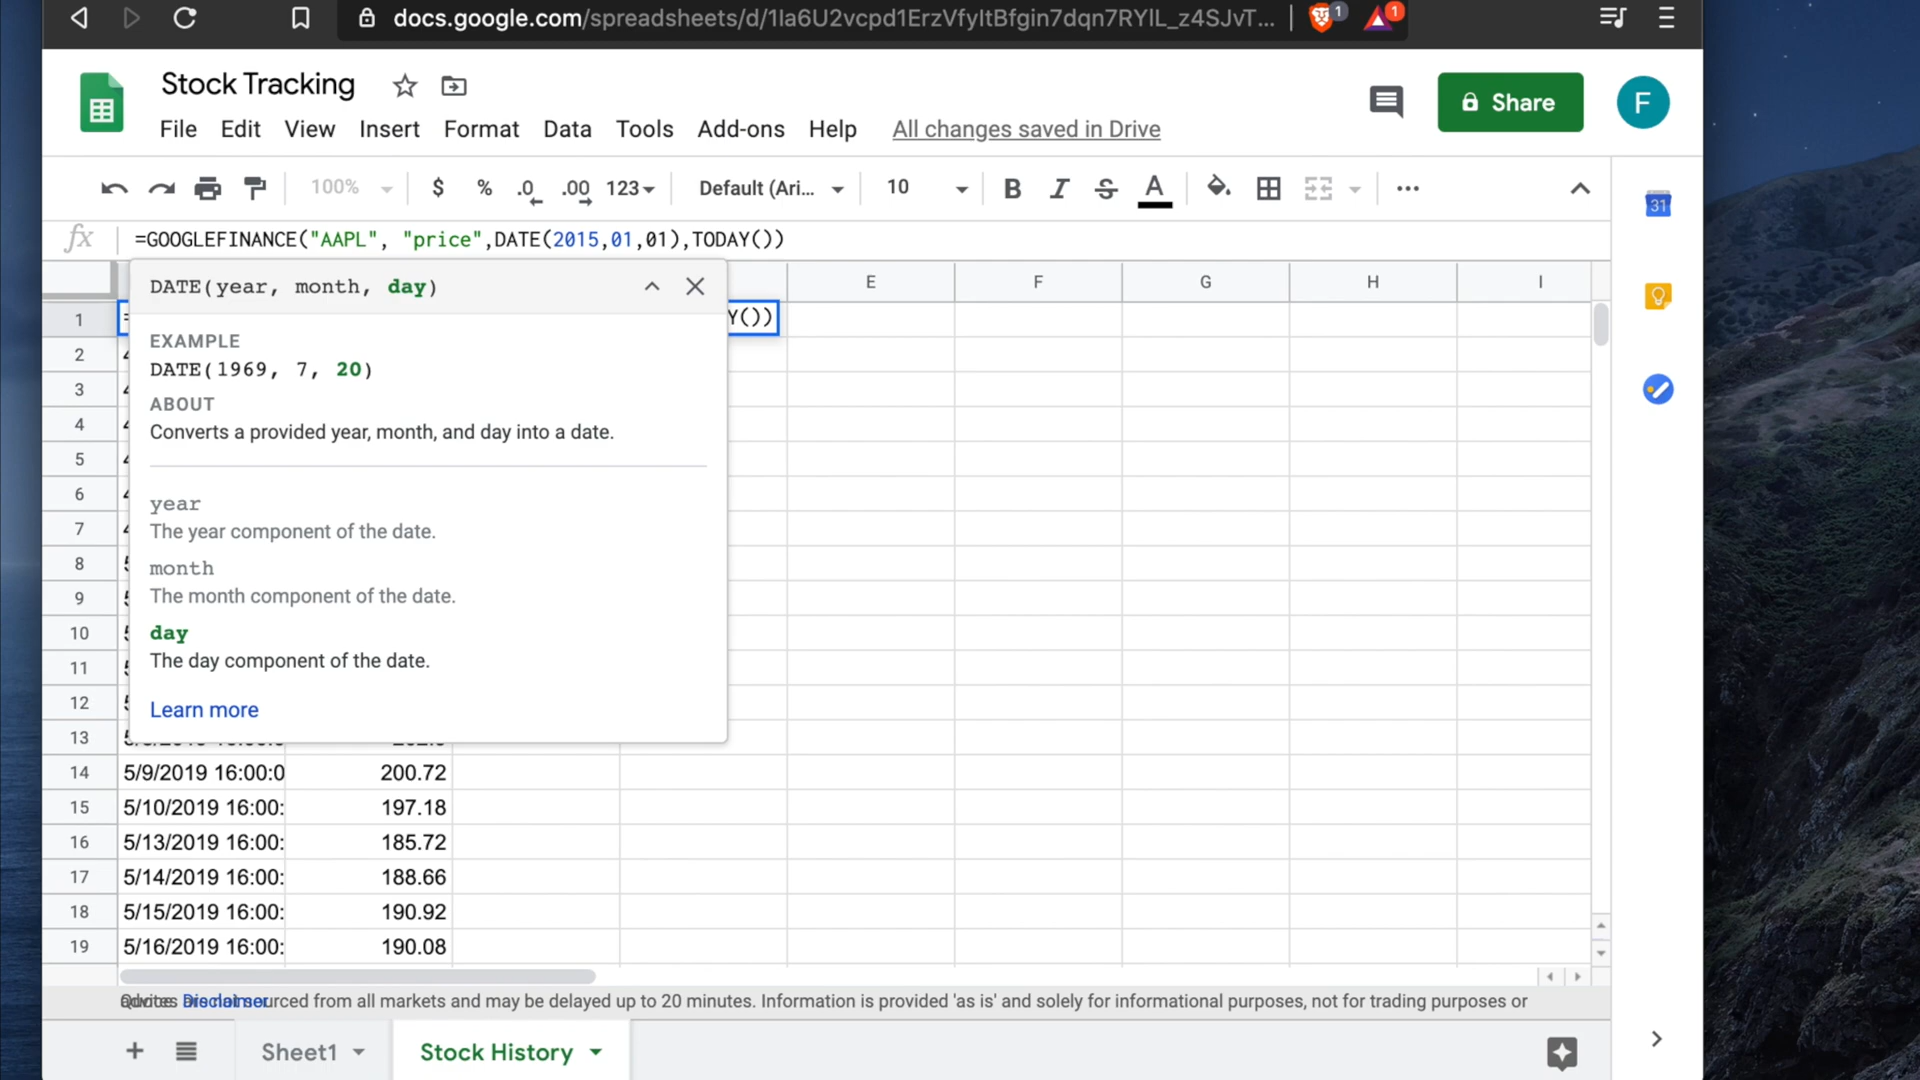 docs.google.com/spreadsheets/d/1Ia6U2vcpd1ErzVfyItBfgin7dqn7RYlL_z4SJvT... 1 1
Stock Tracking
Share
F
File Edit View Insert Format Data Tools Add-ons Help All changes saved in Drive
100% $ % .0 .00 123 Default (Ari... 10 B I S A
31
fx =GOOGLEFINANCE("AAPL", "price",DATE(2015,01,01),TODAY())
E F G H I
DATE(year, month, day)
1 = Y())
EXAMPLE
2
DATE(1969, 7, 20)
3
ABOUT
4 Converts a provided year, month, and day into a date.
5
6
year
7 The year component of the date.
8 month
9 The month component of the date.
10 day
11 The day component of the date.
12 Learn more
13
14 5/9/2019 16:00:0 200.72
15 5/10/2019 16:00: 197.18
16 5/13/2019 16:00: 185.72
17 5/14/2019 16:00: 188.66
18 5/15/2019 16:00: 190.92
19 5/16/2019 16:00: 190.08
sourced from all markets and may be delayed up to 20 minutes. Information is provided 'as is' and solely for informational purposes, not for trading purposes or
Sheet1 Stock History